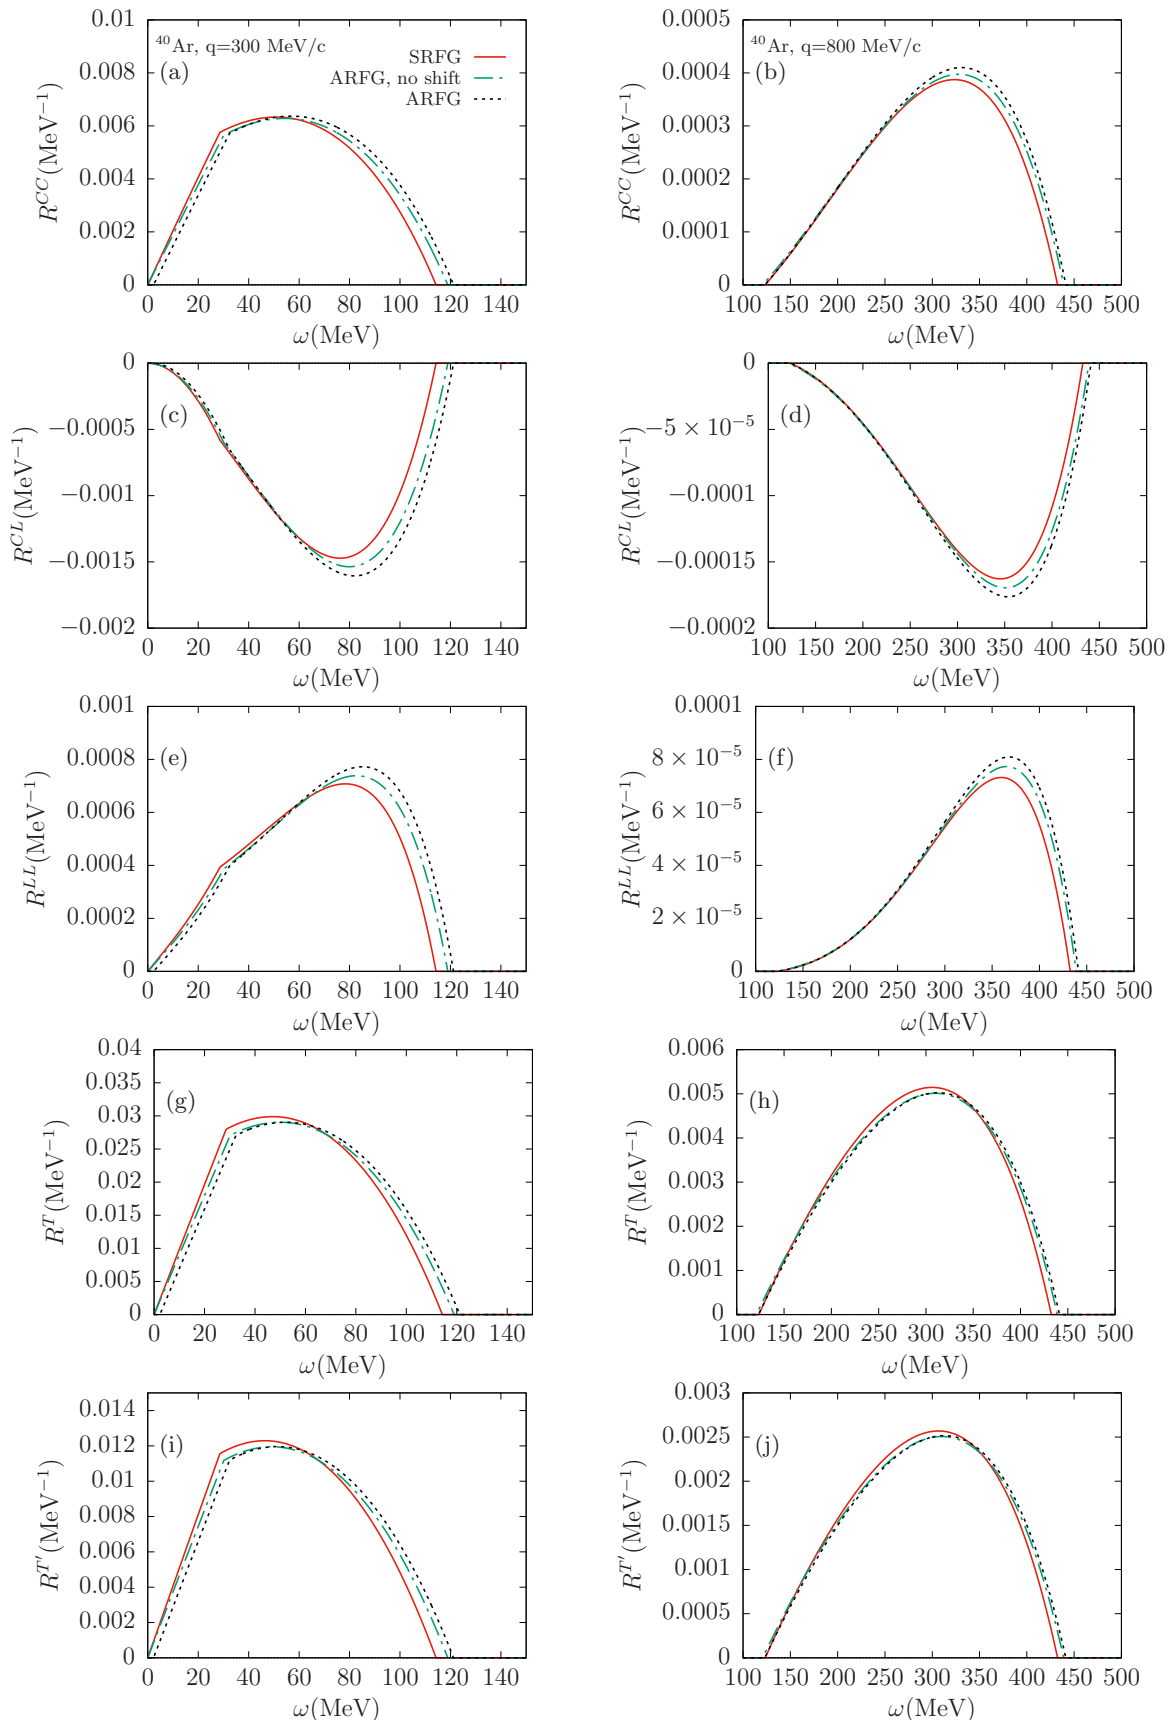 ⁴⁰Ar, q=300 MeV/c
(a)
SRFG
ARFG, no shift
ARFG
R^{CC}(MeV⁻¹)
0.01
0.008
0.006
0.004
0.002
0
0 20 40 60 80 100 120 140
ω(MeV)
⁴⁰Ar, q=800 MeV/c
(b)
R^{CC}(MeV⁻¹)
0.0005
0.0004
0.0003
0.0002
0.0001
0
100 150 200 250 300 350 400 450 500
ω(MeV)
(c)
R^{CL}(MeV⁻¹)
0
−0.0005
−0.001
−0.0015
−0.002
0 20 40 60 80 100 120 140
ω(MeV)
(d)
R^{CL}(MeV⁻¹)
0
−5 × 10⁻⁵
−0.0001
−0.00015
−0.0002
100 150 200 250 300 350 400 450 500
ω(MeV)
(e)
R^{LL}(MeV⁻¹)
0.001
0.0008
0.0006
0.0004
0.0002
0
0 20 40 60 80 100 120 140
ω(MeV)
(f)
R^{LL}(MeV⁻¹)
0.0001
8 × 10⁻⁵
6 × 10⁻⁵
4 × 10⁻⁵
2 × 10⁻⁵
0
100 150 200 250 300 350 400 450 500
ω(MeV)
(g)
R^{T}(MeV⁻¹)
0.04
0.035
0.03
0.025
0.02
0.015
0.01
0.005
0
0 20 40 60 80 100 120 140
ω(MeV)
(h)
R^{T}(MeV⁻¹)
0.006
0.005
0.004
0.003
0.002
0.001
0
100 150 200 250 300 350 400 450 500
ω(MeV)
(i)
R^{T′}(MeV⁻¹)
0.014
0.012
0.01
0.008
0.006
0.004
0.002
0
0 20 40 60 80 100 120 140
ω(MeV)
(j)
R^{T′}(MeV⁻¹)
0.003
0.0025
0.002
0.0015
0.001
0.0005
0
100 150 200 250 300 350 400 450 500
ω(MeV)